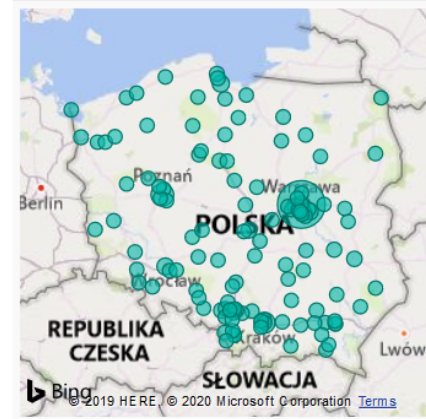 Poznań
Warszawa
Berlin
POLSKA
Wrocław
REPUBLIKA
CZESKA
Kraków
Lwów
SŁOWACJA
Bing
© 2019 HERE, © 2020 Microsoft Corporation Terms